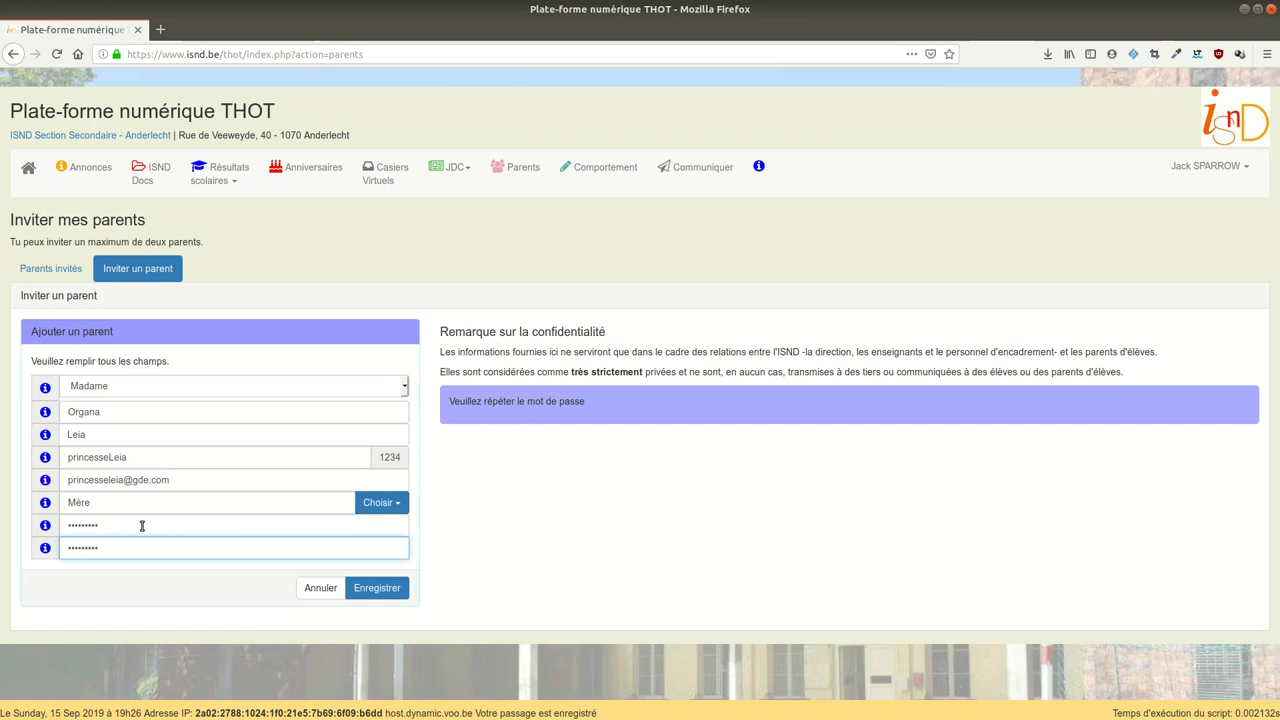 Plate-forme numérique THOT - Mozilla Firefox
Plate-forme numérique
https://www.isnd.be/thot/index.php?action=parents
Plate-forme numérique THOT
isnD
ISND Section Secondaire - Anderlecht | Rue de Veeweyde, 40 - 1070 Anderlecht
Annonces
ISND Docs
Résultats scolaires
Anniversaires
Casiers Virtuels
JDC
Parents
Comportement
Communiquer
Jack SPARROW
Inviter mes parents
Tu peux inviter un maximum de deux parents.
Parents invités
Inviter un parent
Inviter un parent
Ajouter un parent
Veuillez remplir tous les champs.
Madame
Organa
Leia
princesseLeia 1234
princesseleia@gde.com
Mère Choisir
•••••••••
•••••••••
Annuler Enregistrer
Remarque sur la confidentialité
Les informations fournies ici ne serviront que dans le cadre des relations entre l'ISND -la direction, les enseignants et le personnel d'encadrement- et les parents d'élèves.
Elles sont considérées comme très strictement privées et ne sont, en aucun cas, transmises à des tiers ou communiquées à des élèves ou des parents d'élèves.
Veuillez répéter le mot de passe
Le Sunday, 15 Sep 2019 à 19h26 Adresse IP: 2a02:2788:1024:1f0:21e5:7b69:6f09:b6dd host.dynamic.voo.be Votre passage est enregistré
Temps d'exécution du script: 0.002132s